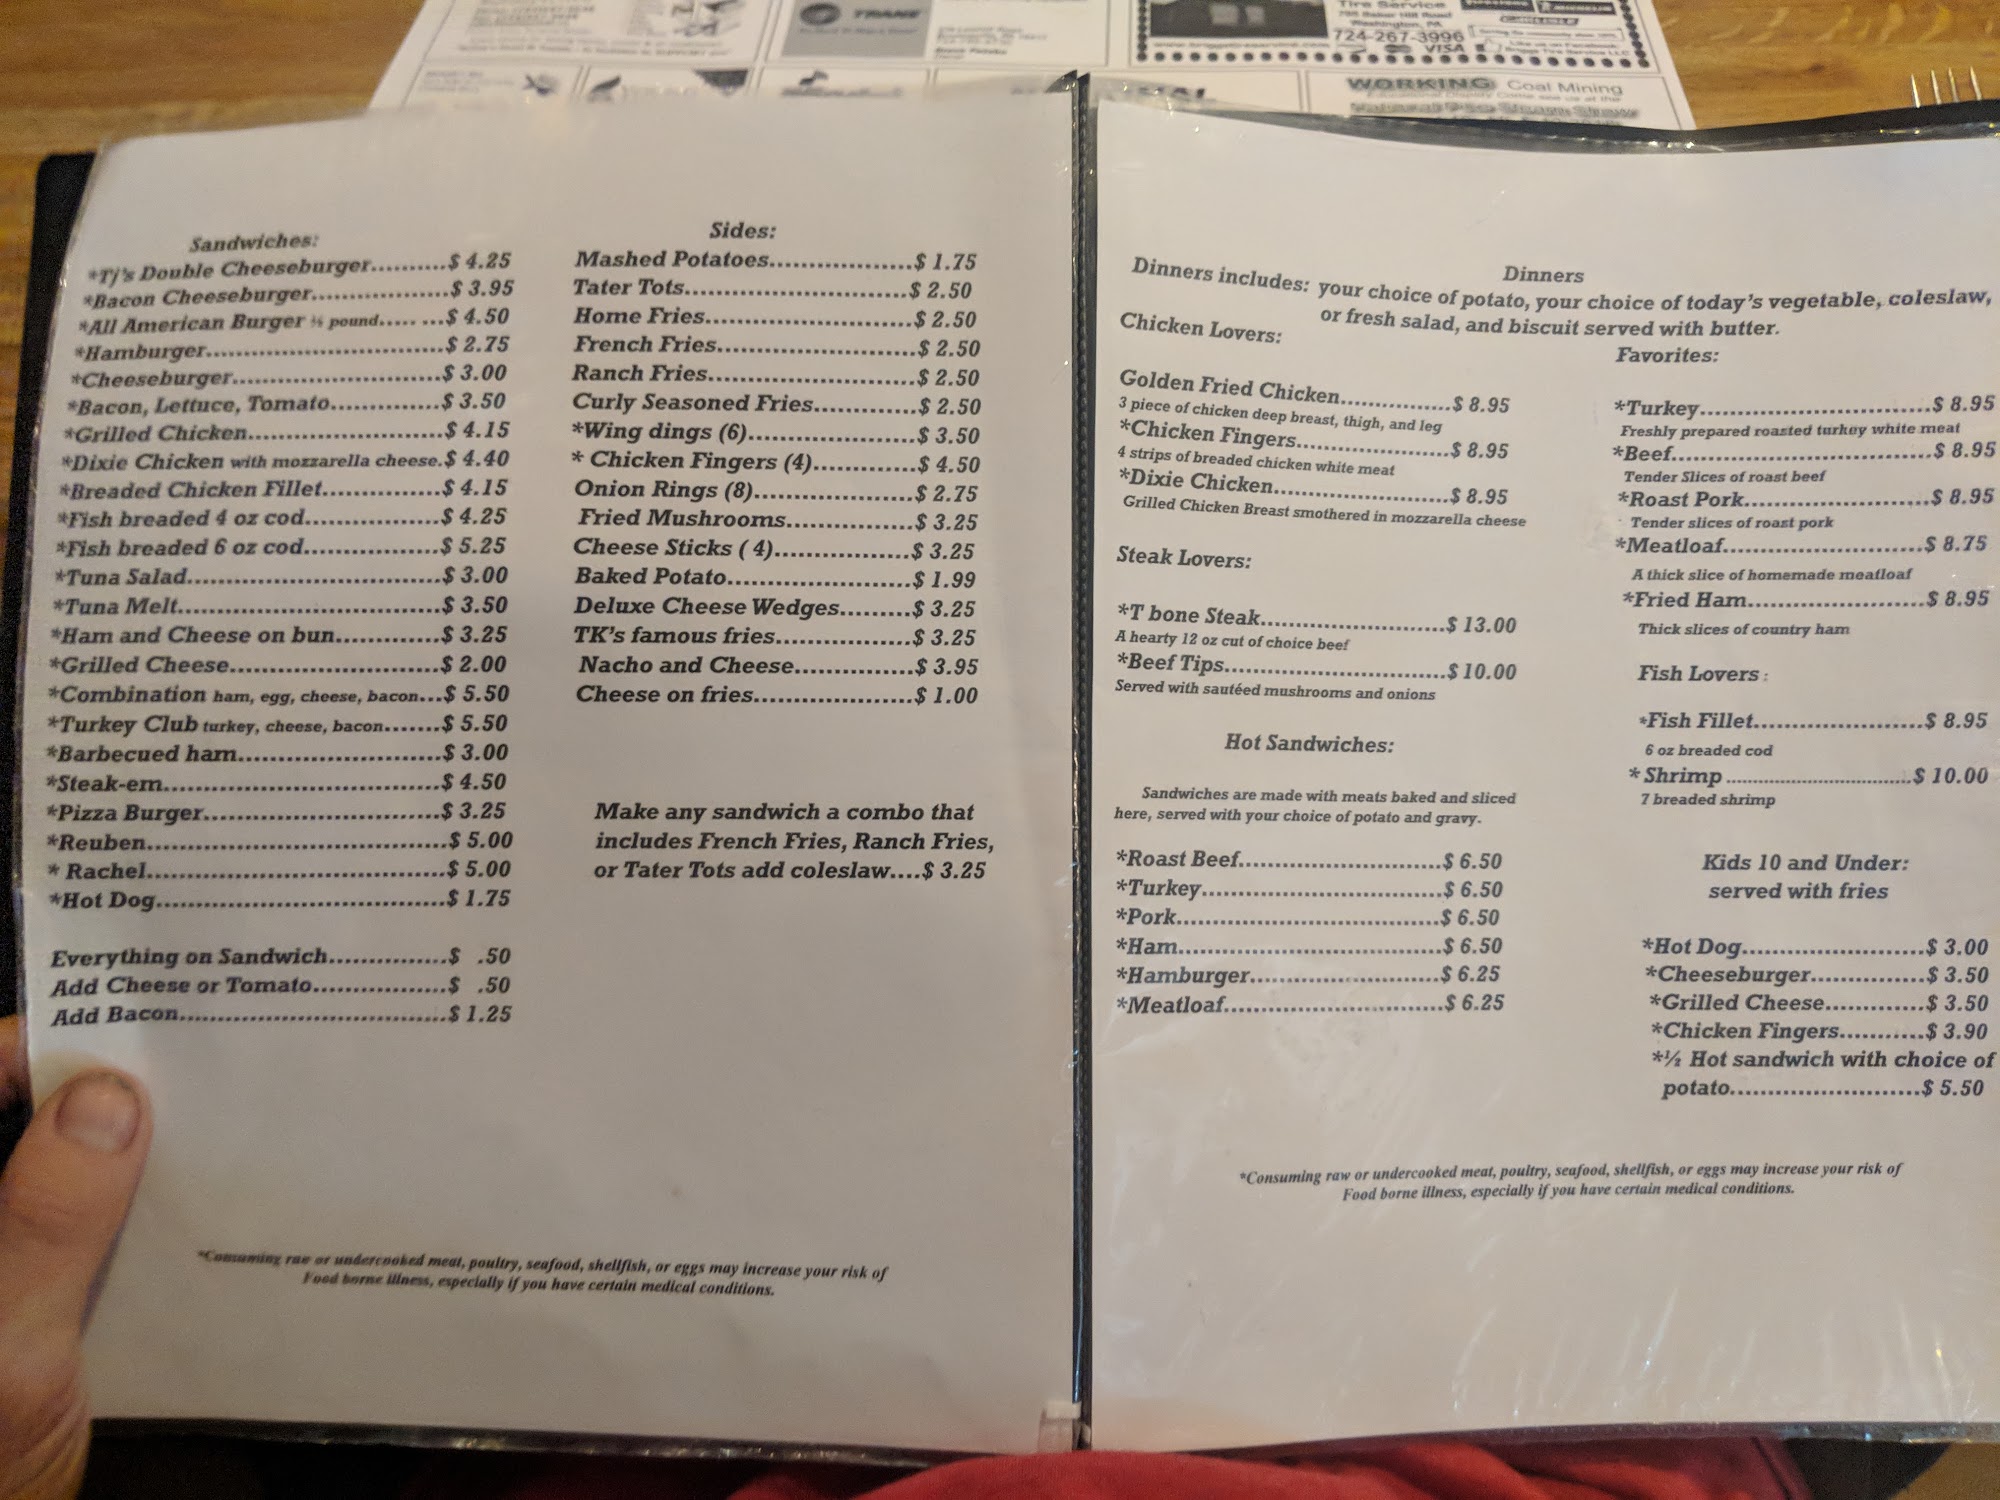 TRANE
Tire Service
Washington, PA
724-267-3996
VISA
WORKING Coal Mining
Sandwiches:
*Tj's Double Cheeseburger..........$ 4.25
*Bacon Cheeseburger..................$ 3.95
*All American Burger ⅓ pound..... ...$ 4.50
*Hamburger...............................$ 2.75
*Cheeseburger...........................$ 3.00
*Bacon, Lettuce, Tomato..............$ 3.50
*Grilled Chicken.........................$ 4.15
*Dixie Chicken with mozzarella cheese.$ 4.40
*Breaded Chicken Fillet...............$ 4.15
*Fish breaded 4 oz cod.................$ 4.25
*Fish breaded 6 oz cod.................$ 5.25
*Tuna Salad................................$ 3.00
*Tuna Melt.................................$ 3.50
*Ham and Cheese on bun.............$ 3.25
*Grilled Cheese..........................$ 2.00
*Combination ham, egg, cheese, bacon...$ 5.50
*Turkey Club turkey, cheese, bacon.......$ 5.50
*Barbecued ham.........................$ 3.00
*Steak-em..................................$ 4.50
*Pizza Burger.............................$ 3.25
*Reuben.....................................$ 5.00
* Rachel.....................................$ 5.00
*Hot Dog...................................$ 1.75
Everything on Sandwich...............$ .50
Add Cheese or Tomato.................$ .50
Add Bacon.................................$ 1.25
Sides:
Mashed Potatoes.................$ 1.75
Tater Tots...........................$ 2.50
Home Fries.........................$ 2.50
French Fries.......................$ 2.50
Ranch Fries........................$ 2.50
Curly Seasoned Fries............$ 2.50
*Wing dings (6)...................$ 3.50
* Chicken Fingers (4)............$ 4.50
Onion Rings (8)...................$ 2.75
Fried Mushrooms...............$ 3.25
Cheese Sticks ( 4)................$ 3.25
Baked Potato......................$ 1.99
Deluxe Cheese Wedges.........$ 3.25
TK's famous fries................$ 3.25
Nacho and Cheese..............$ 3.95
Cheese on fries...................$ 1.00
Make any sandwich a combo that
includes French Fries, Ranch Fries,
or Tater Tots add coleslaw....$ 3.25
*Consuming raw or undercooked meat, poultry, seafood, shellfish, or eggs may increase your risk of
Food borne illness, especially if you have certain medical conditions.
Dinners
Dinners includes: your choice of potato, your choice of today's vegetable, coleslaw,
or fresh salad, and biscuit served with butter.
Chicken Lovers:
Golden Fried Chicken..............$ 8.95
3 piece of chicken deep breast, thigh, and leg
*Chicken Fingers...................$ 8.95
4 strips of breaded chicken white meat
*Dixie Chicken......................$ 8.95
Grilled Chicken Breast smothered in mozzarella cheese
Steak Lovers:
*T bone Steak.......................$ 13.00
A hearty 12 oz cut of choice beef
*Beef Tips............................$ 10.00
Served with sautéed mushrooms and onions
Hot Sandwiches:
Sandwiches are made with meats baked and sliced
here, served with your choice of potato and gravy.
*Roast Beef.........................$ 6.50
*Turkey..............................$ 6.50
*Pork.................................$ 6.50
*Ham.................................$ 6.50
*Hamburger.......................$ 6.25
*Meatloaf...........................$ 6.25
Favorites:
*Turkey............................$ 8.95
Freshly prepared roasted turkey white meat
*Beef................................$ 8.95
Tender Slices of roast beef
*Roast Pork......................$ 8.95
Tender slices of roast pork
*Meatloaf........................$ 8.75
A thick slice of homemade meatloaf
*Fried Ham.....................$ 8.95
Thick slices of country ham
Fish Lovers :
*Fish Fillet.....................$ 8.95
6 oz breaded cod
* Shrimp ..........................$ 10.00
7 breaded shrimp
Kids 10 and Under:
served with fries
*Hot Dog......................$ 3.00
*Cheeseburger..............$ 3.50
*Grilled Cheese............$ 3.50
*Chicken Fingers..........$ 3.90
*½ Hot sandwich with choice of
potato.......................$ 5.50
*Consuming raw or undercooked meat, poultry, seafood, shellfish, or eggs may increase your risk of
Food borne illness, especially if you have certain medical conditions.